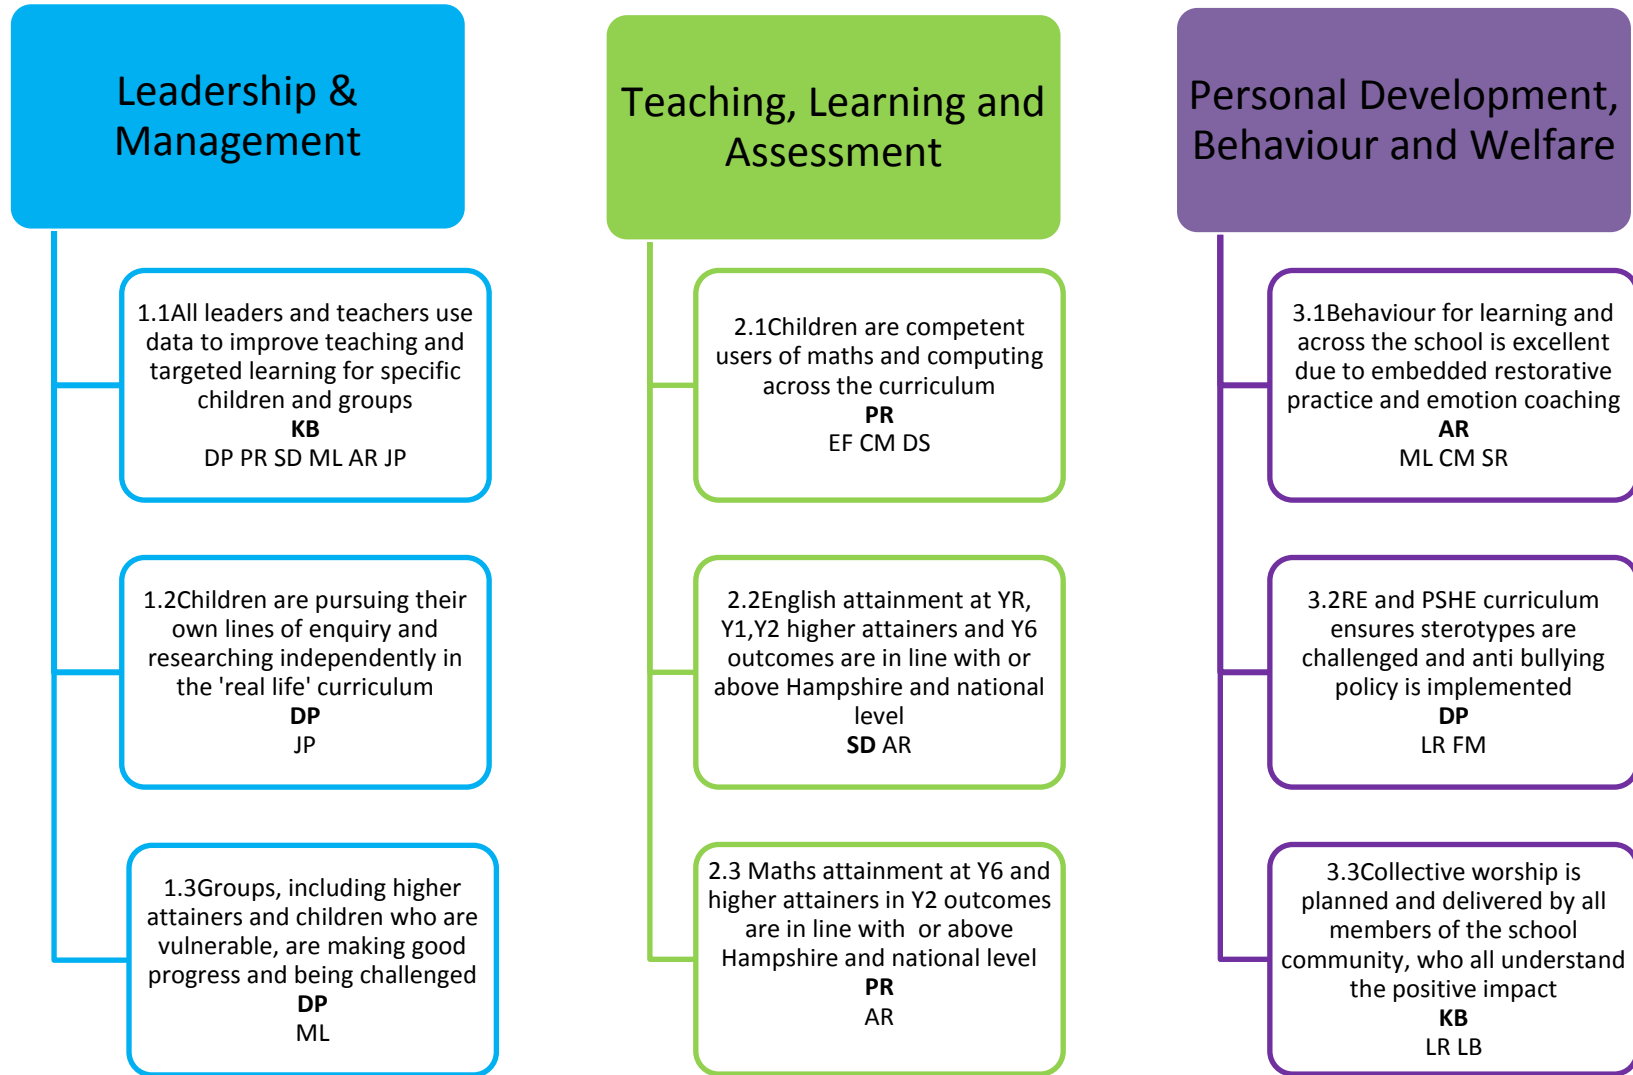 Leadership &
Management
1.1All leaders and teachers use
data to improve teaching and
targeted learning for specific
children and groups
KB
DP PR SD ML AR JP
1.2Children are pursuing their
own lines of enquiry and
researching independently in
the 'real life' curriculum
DP
JP
1.3Groups, including higher
attainers and children who are
vulnerable, are making good
progress and being challenged
DP
ML
Teaching, Learning and
Assessment
2.1Children are competent
users of maths and computing
across the curriculum
PR
EF CM DS
2.2English attainment at YR,
Y1,Y2 higher attainers and Y6
outcomes are in line with or
above Hampshire and national
level
SD AR
2.3 Maths attainment at Y6 and
higher attainers in Y2 outcomes
are in line with or above
Hampshire and national level
PR
AR
Personal Development,
Behaviour and Welfare
3.1Behaviour for learning and
across the school is excellent
due to embedded restorative
practice and emotion coaching
AR
ML CM SR
3.2RE and PSHE curriculum
ensures sterotypes are
challenged and anti bullying
policy is implemented
DP
LR FM
3.3Collective worship is
planned and delivered by all
members of the school
community, who all understand
the positive impact
KB
LR LB